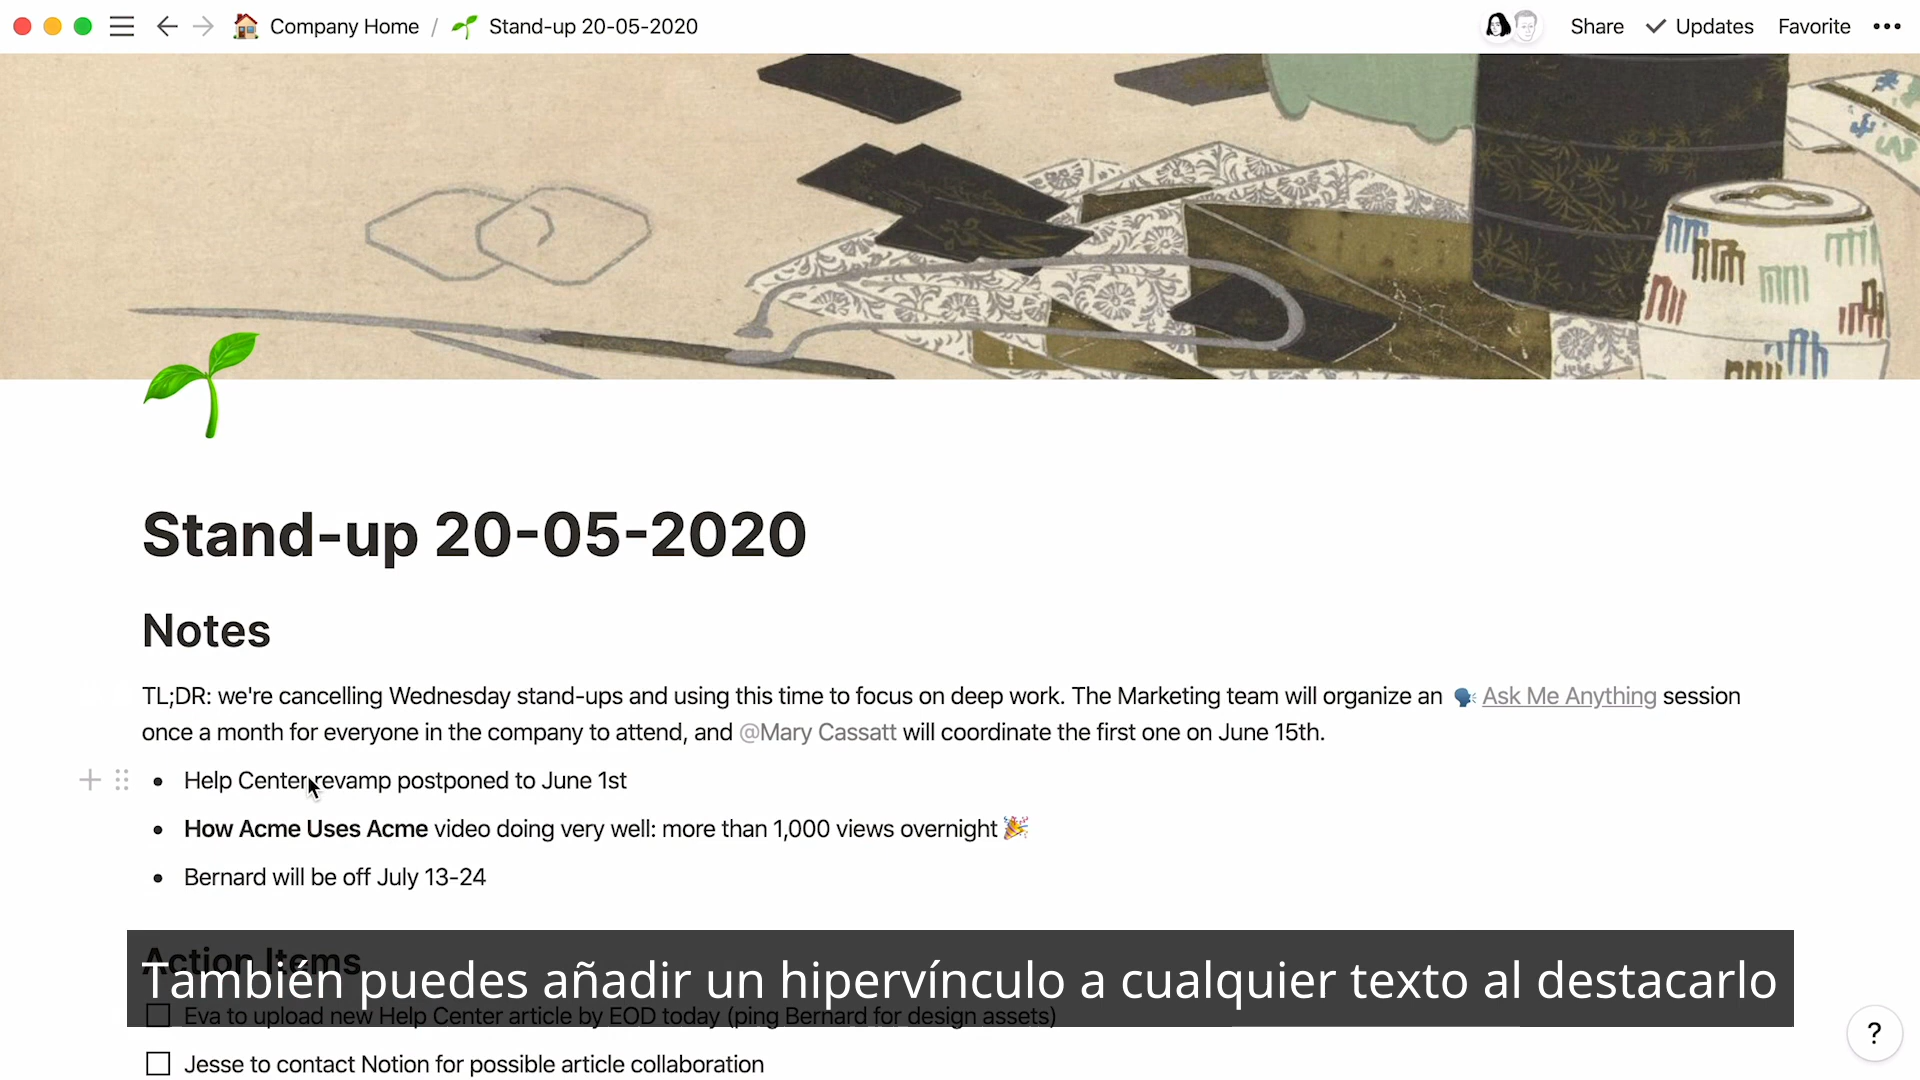 Company Home / Stand-up 20-05-2020
Share Updates Favorite
Stand-up 20-05-2020
Notes
TL;DR: we're cancelling Wednesday stand-ups and using this time to focus on deep work. The Marketing team will organize an Ask Me Anything session
once a month for everyone in the company to attend, and @Mary Cassatt will coordinate the first one on June 15th.
• Help Center revamp postponed to June 1st
• How Acme Uses Acme video doing very well: more than 1,000 views overnight 🎉
• Bernard will be off July 13-24
Action Items
También puedes añadir un hipervínculo a cualquier texto al destacarlo
Eva to upload new Help Center article by EOD today (ping Bernard for design assets)
?
Jesse to contact Notion for possible article collaboration